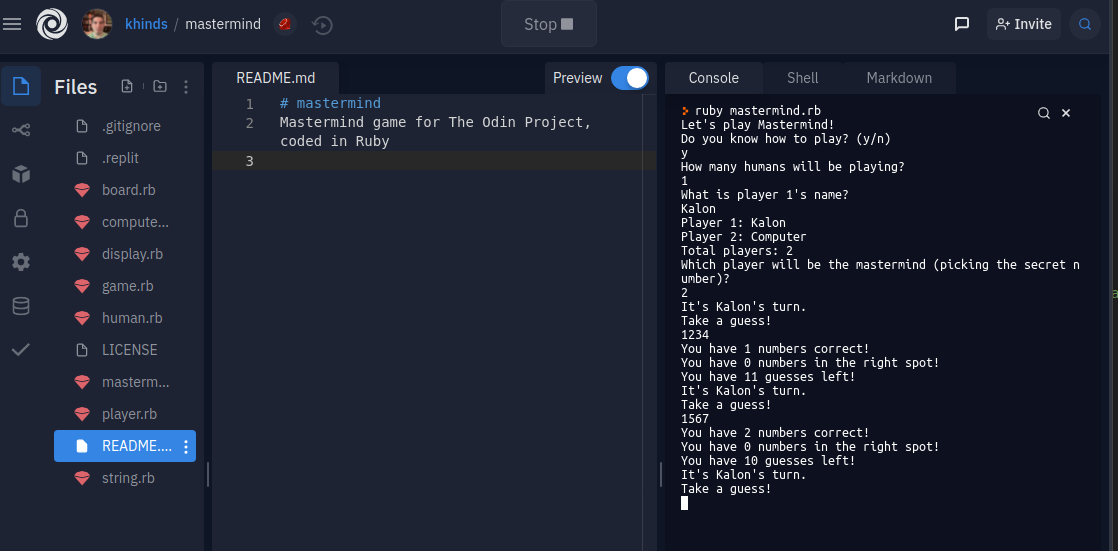 khinds / mastermind
Stop
Invite
Files
.gitignore
.replit
board.rb
compute...
display.rb
game.rb
human.rb
LICENSE
masterm...
player.rb
README....
string.rb
README.md
Preview
1 # mastermind
2 Mastermind game for The Odin Project,
coded in Ruby
3
Console
Shell
Markdown
ruby mastermind.rb
Let's play Mastermind!
Do you know how to play? (y/n)
y
How many humans will be playing?
1
What is player 1's name?
Kalon
Player 1: Kalon
Player 2: Computer
Total players: 2
Which player will be the mastermind (picking the secret n
umber)?
2
It's Kalon's turn.
Take a guess!
1234
You have 1 numbers correct!
You have 0 numbers in the right spot!
You have 11 guesses left!
It's Kalon's turn.
Take a guess!
1567
You have 2 numbers correct!
You have 0 numbers in the right spot!
You have 10 guesses left!
It's Kalon's turn.
Take a guess!